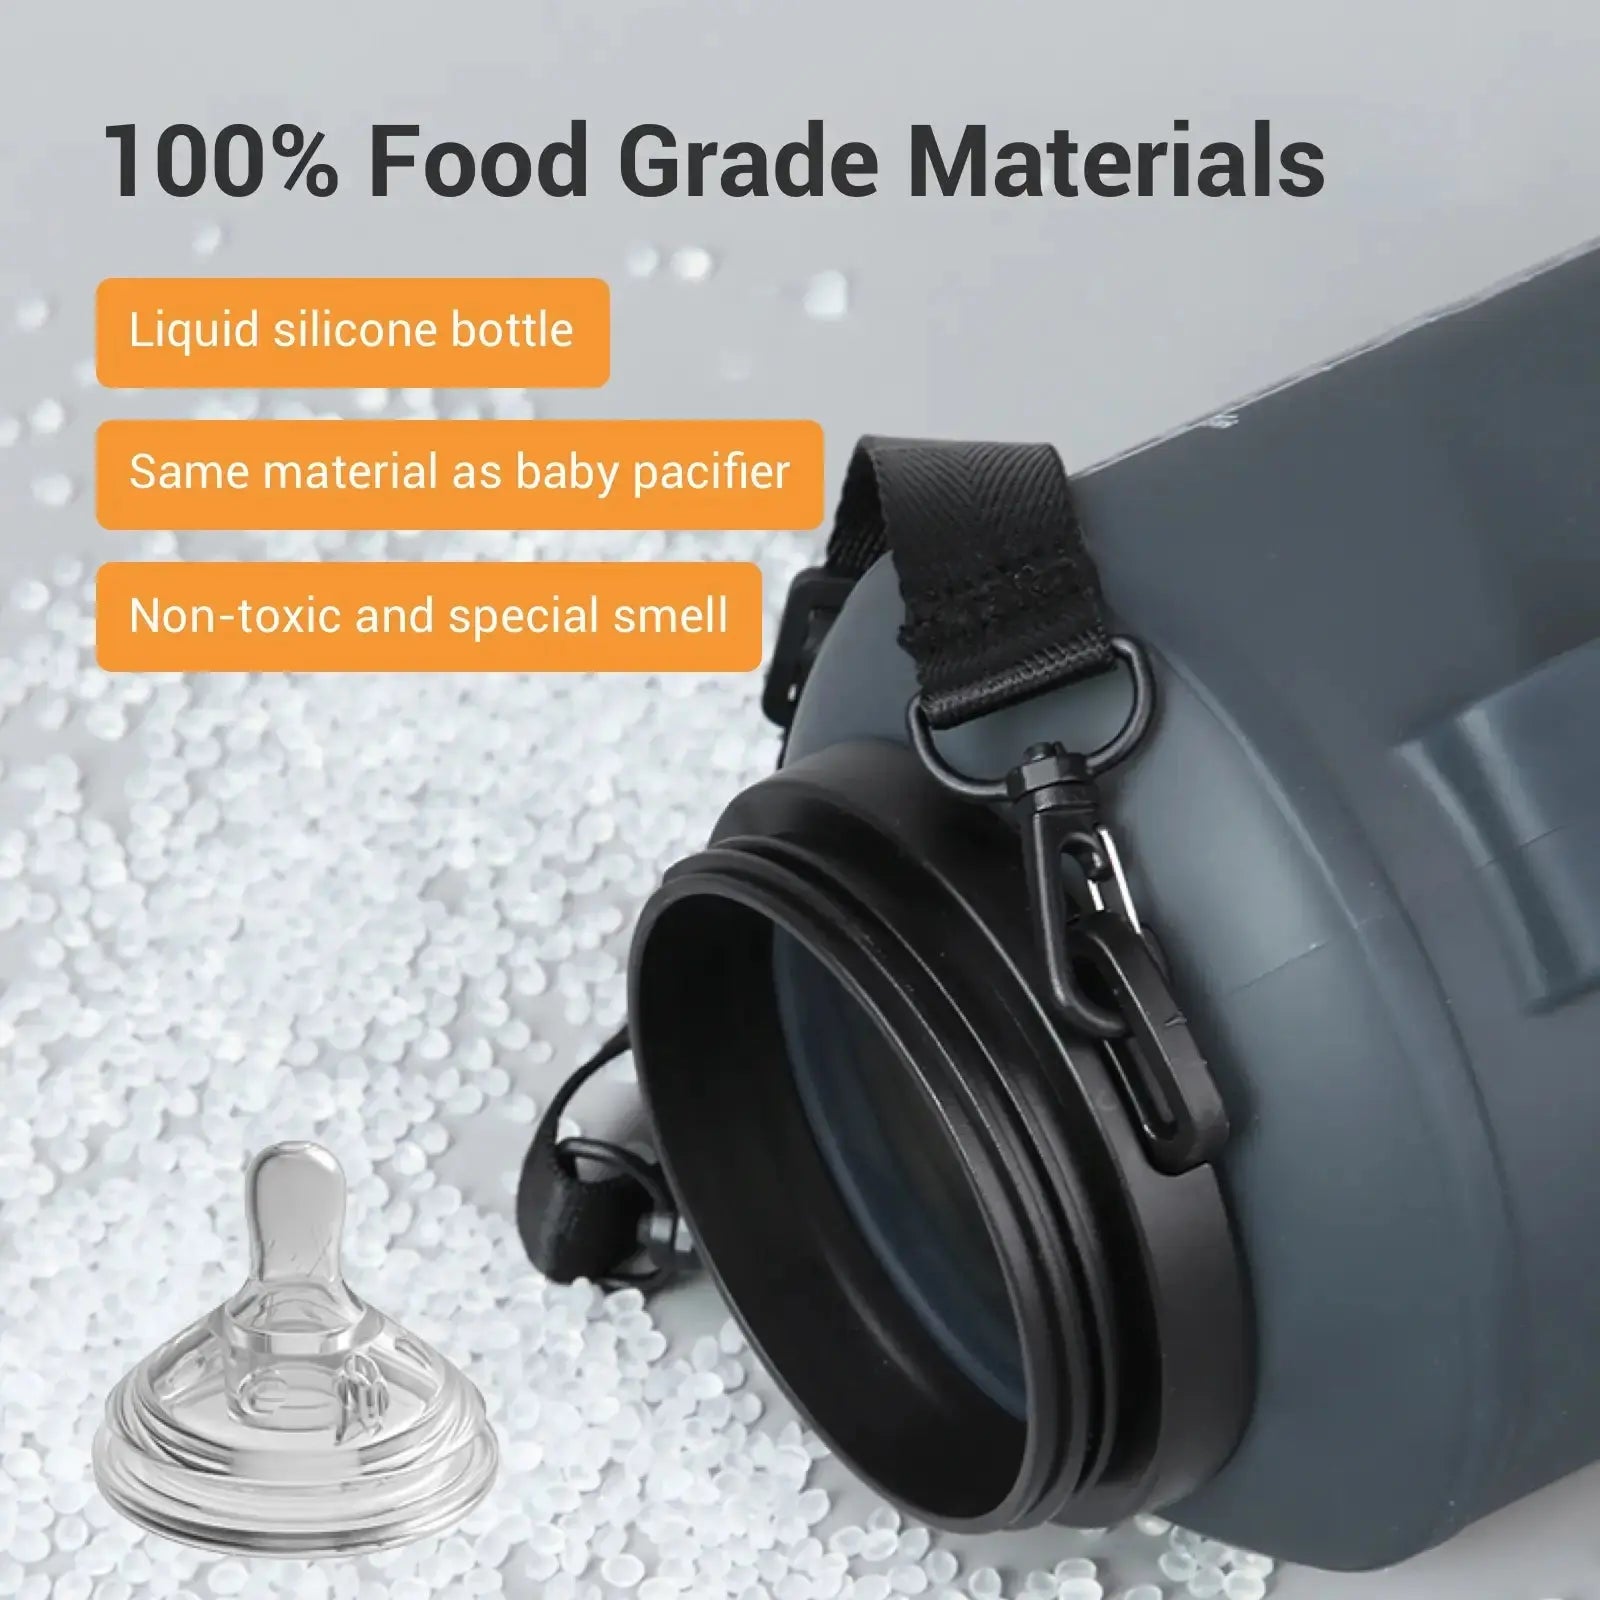 100% Food Grade Materials
Liquid silicone bottle
Same material as baby pacifier
Non-toxic and special smell